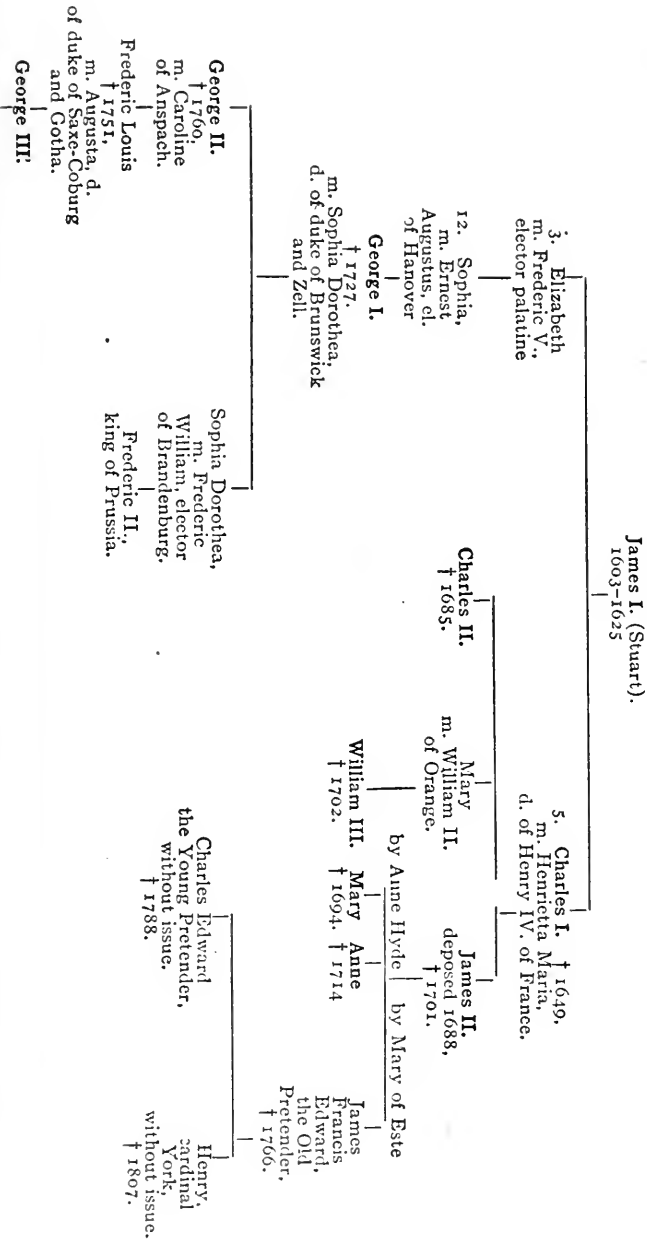 James I. (Stuart).
1603-1625
3. Elizabeth
m. Frederic V.,
elector palatine
5. Charles I. † 1649,
m. Henrietta Maria,
d. of Henry IV. of France.
12. Sophia,
m. Ernest
Augustus, el.
of Hanover
Charles II.
† 1685.
Mary
m. William II.
of Orange.
James II.
deposed 1688,
† 1701.
by Anne Hyde
by Mary of Este
George I.
† 1727.
m. Sophia Dorothea,
d. of duke of Brunswick
and Zell.
William III.
† 1702.
Mary
† 1694.
Anne
† 1714
James
Francis
Edward,
the Old
Pretender,
† 1766.
George II.
† 1760,
m. Caroline
of Anspach.
Sophia Dorothea,
m. Frederic
William, elector
of Brandenburg.
Charles Edward
the Young Pretender,
without issue.
† 1788.
Henry,
cardinal
York,
without issue.
† 1807.
Frederic Louis
† 1751,
m. Augusta, d.
of duke of Saxe-Coburg
and Gotha.
Frederic II.,
king of Prussia.
George III.